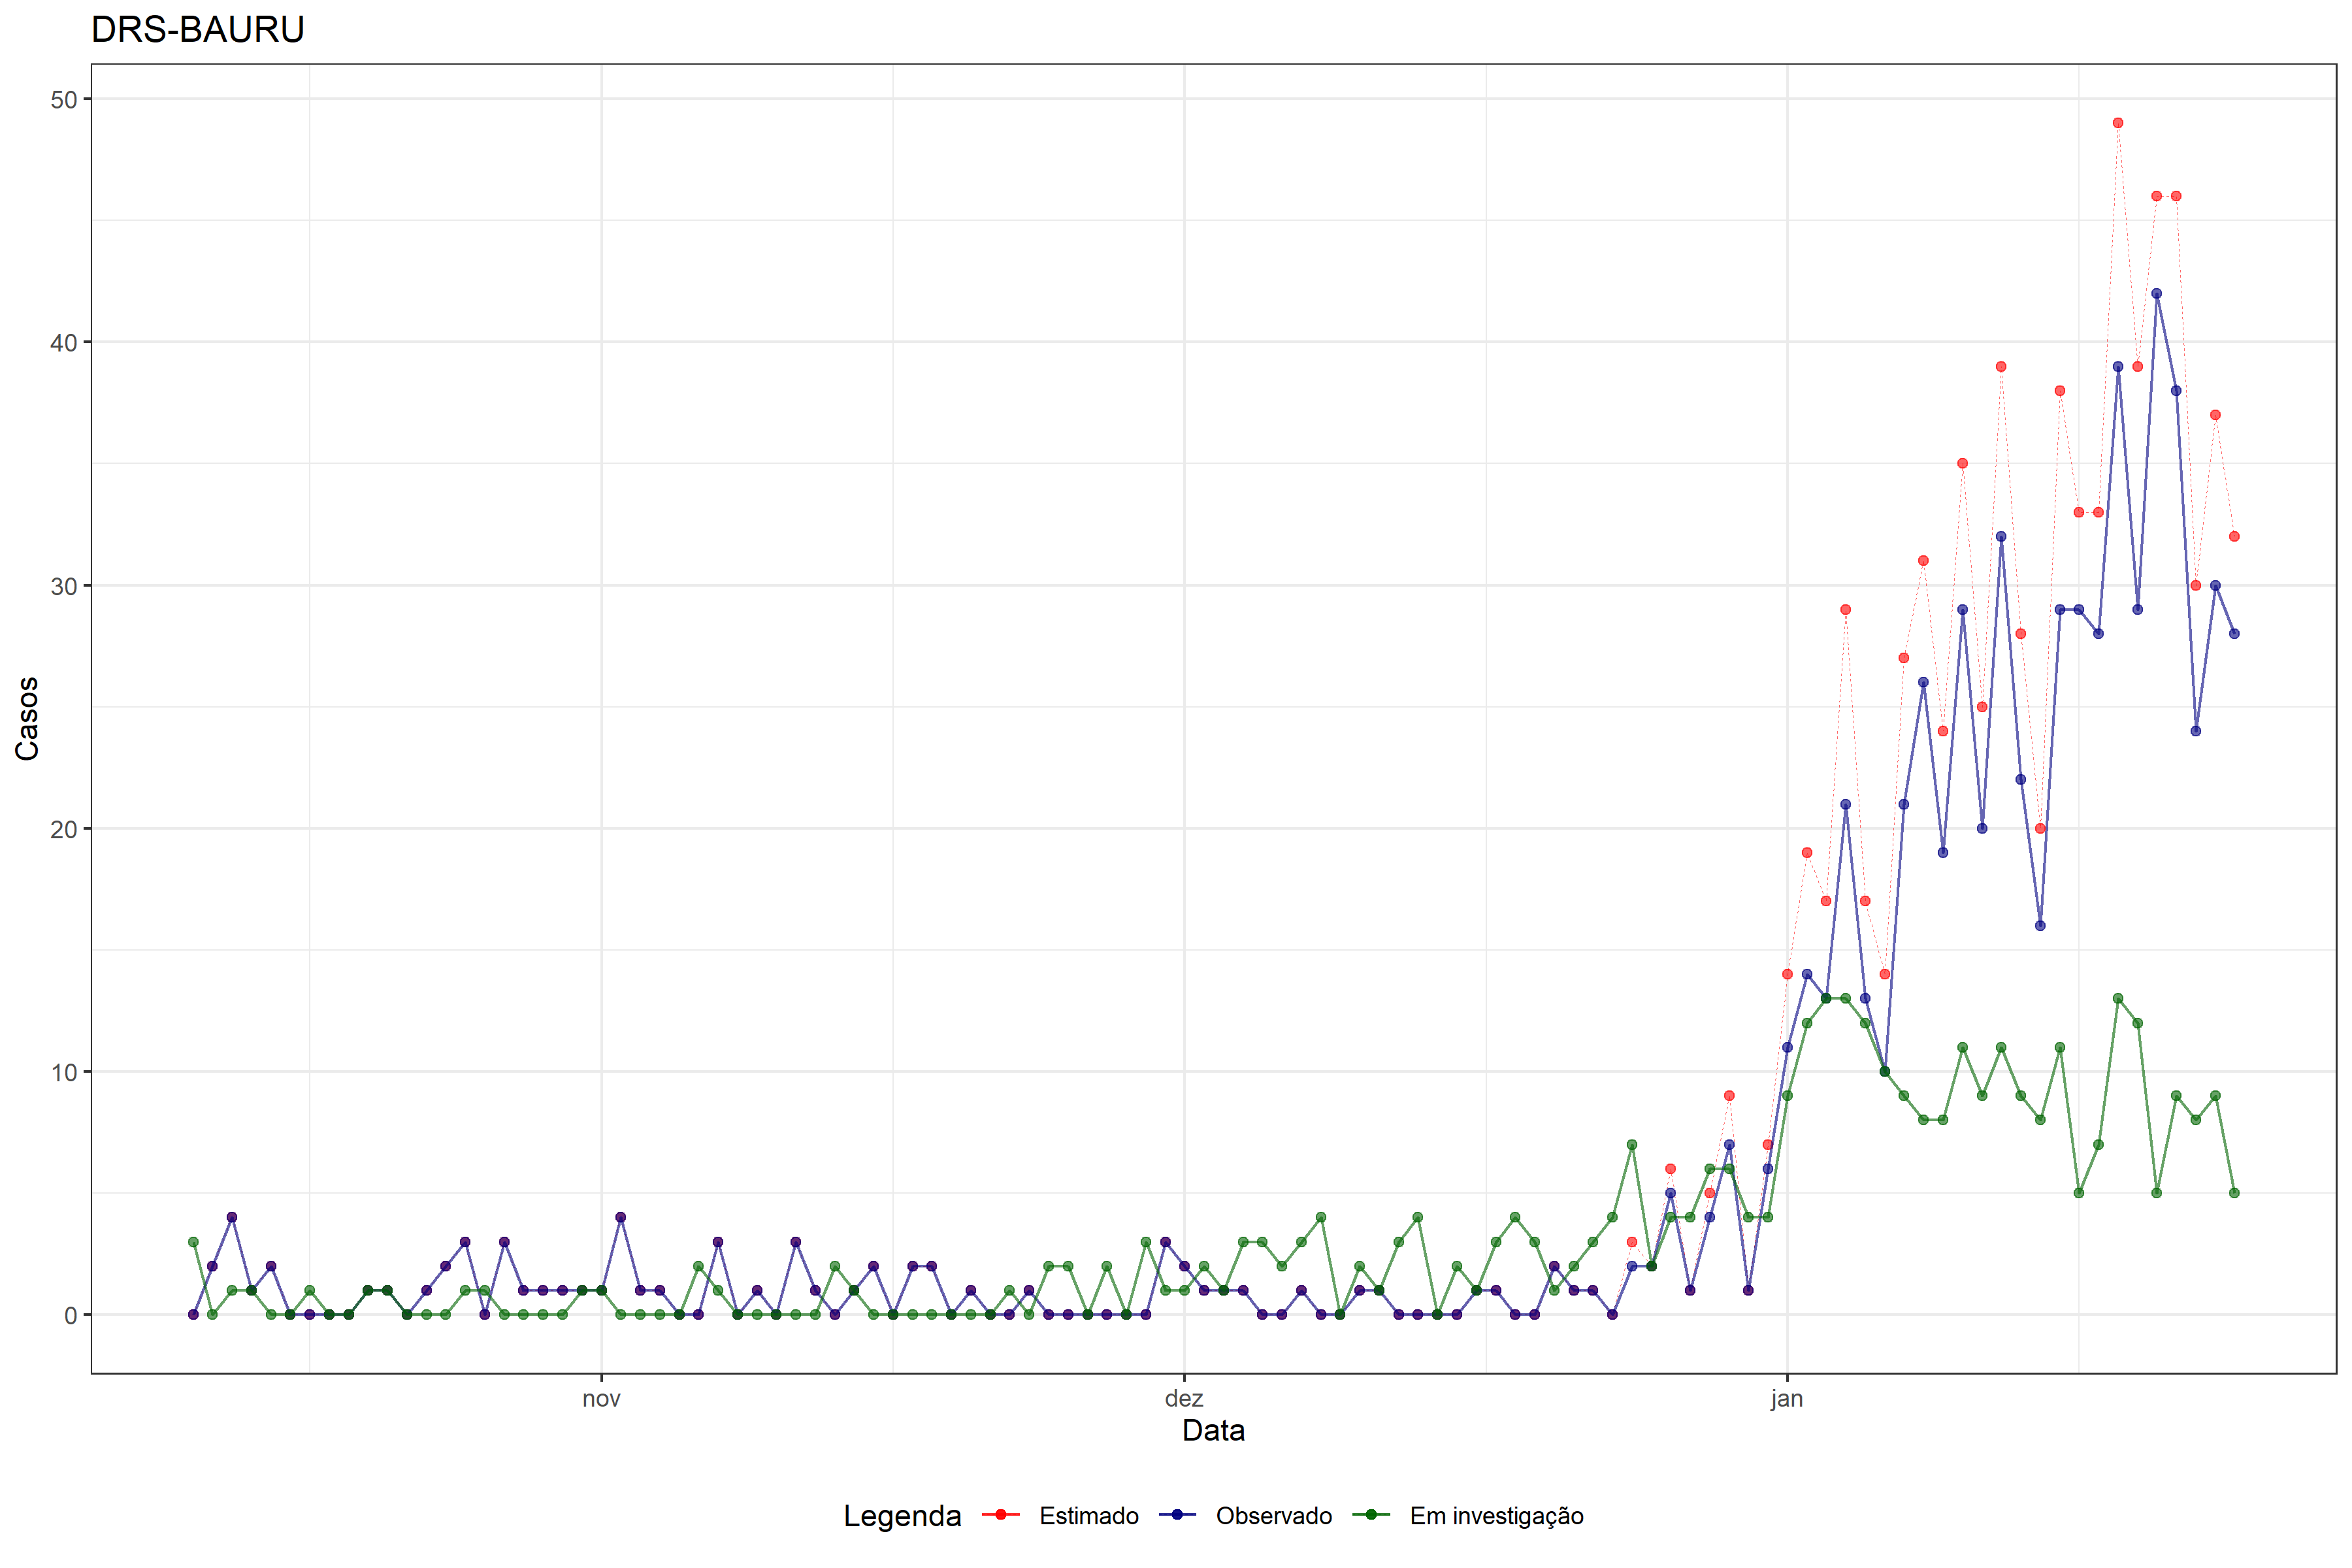 DRS-BAURU
50
40
30
20
10
0
Casos
nov dez jan
Data
Legenda Estimado Observado Em investigação